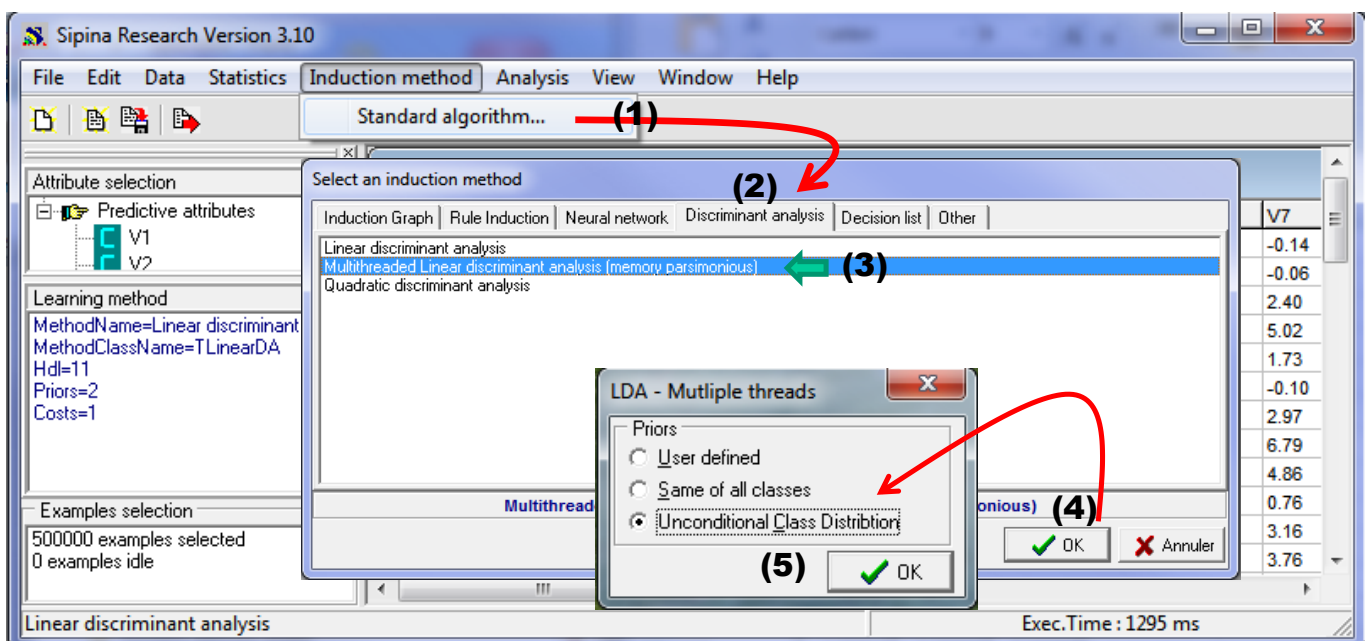 Sipina Research Version 3.10
File Edit Data Statistics Induction method Analysis View Window Help
Standard algorithm... (1)
Attribute selection
Predictive attributes
V1
V2
Learning method
MethodName=Linear discriminant
MethodClassName=TLinearDA
Hdl=11
Priors=2
Costs=1
Examples selection
500000 examples selected
0 examples idle
Select an induction method
(2)
Induction Graph Rule Induction Neural network Discriminant analysis Decision list Other
Linear discriminant analysis
Multithreaded Linear discriminant analysis (memory parsimonious) (3)
Quadratic discriminant analysis
Multithread onious)
(4)
OK Annuler
LDA - Mutliple threads
Priors
User defined
Same of all classes
Unconditional Class Distribtion
(5) OK
V7
-0.14
-0.06
2.40
5.02
1.73
-0.10
2.97
6.79
4.86
0.76
3.16
3.76
Linear discriminant analysis Exec.Time : 1295 ms